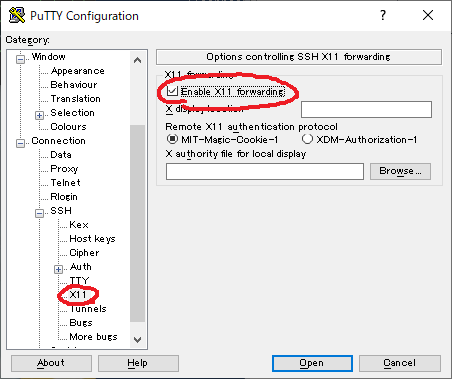 PuTTY Configuration
Category:
Window
Appearance
Behaviour
Translation
Selection
Colours
Connection
Data
Proxy
Telnet
Rlogin
SSH
Kex
Host keys
Cipher
Auth
TTY
X11
Tunnels
Bugs
More bugs
Options controlling SSH X11 forwarding
X11 forwarding
Enable X11 forwarding
X display location
Remote X11 authentication protocol
MIT-Magic-Cookie-1 XDM-Authorization-1
X authority file for local display
Browse...
About Help Open Cancel